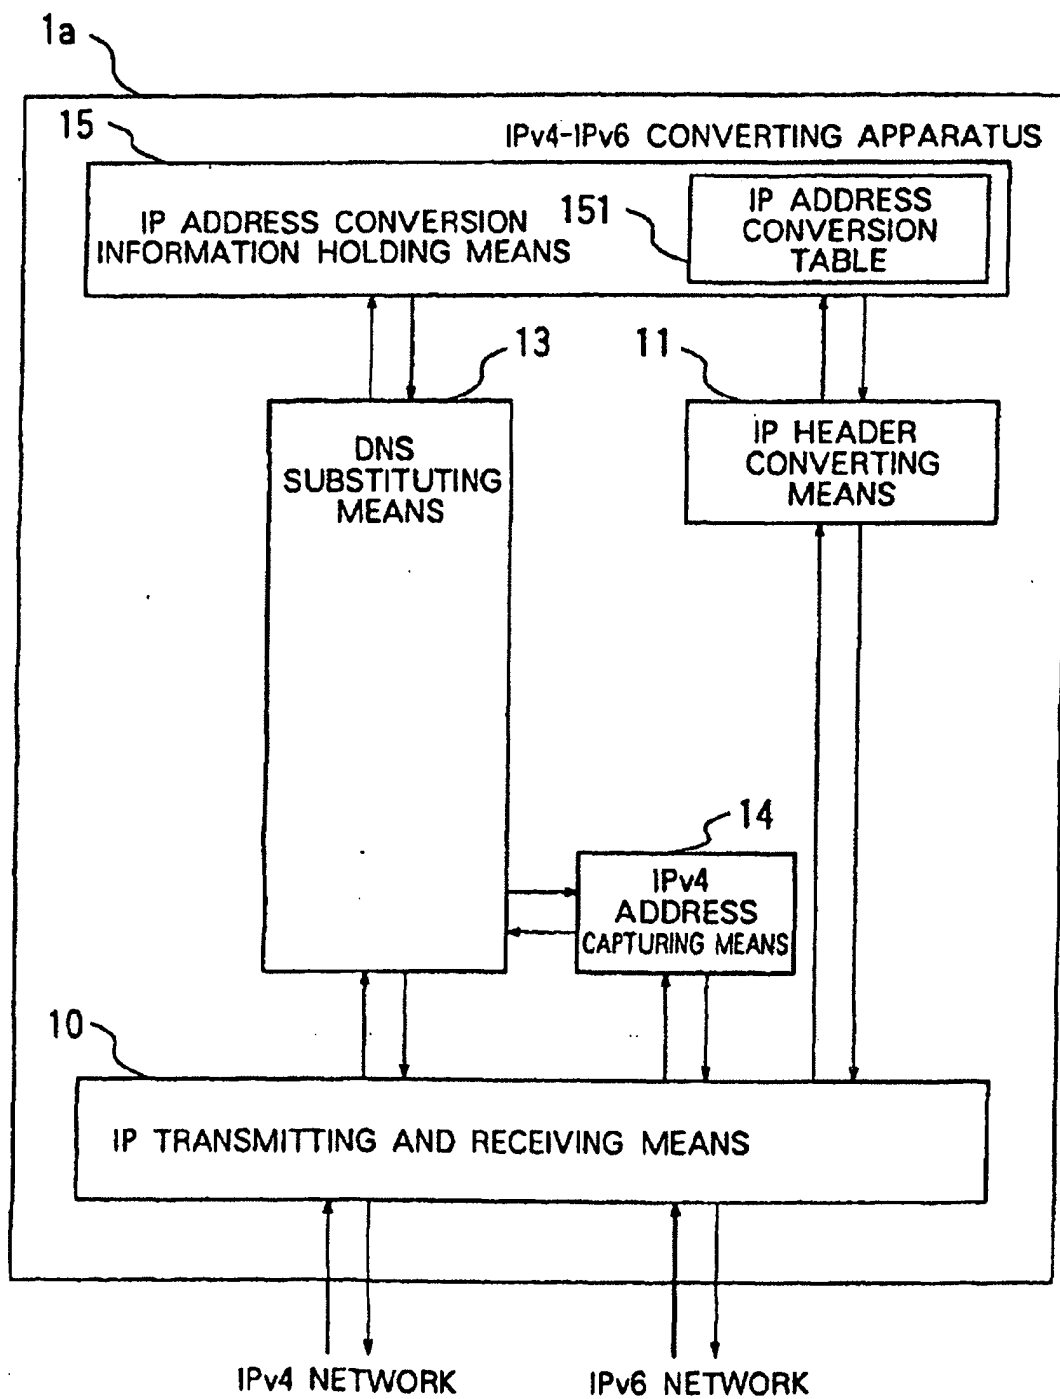 1a
15
IPv4-IPv6 CONVERTING APPARATUS
IP ADDRESS CONVERSION
INFORMATION HOLDING MEANS
151
IP ADDRESS
CONVERSION
TABLE
13
11
DNS
SUBSTITUTING
MEANS
IP HEADER
CONVERTING
MEANS
14
IPv4
ADDRESS
CAPTURING MEANS
10
IP TRANSMITTING AND RECEIVING MEANS
IPv4 NETWORK
IPv6 NETWORK